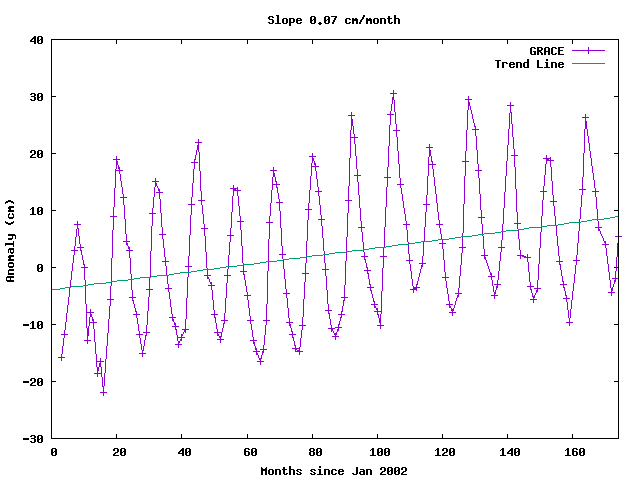 Slope 0.07 cm/month
GRACE
Trend Line
40
30
20
10
0
-10
-20
-30
Anomaly (cm)
0 20 40 60 80 100 120 140 160
Months since Jan 2002